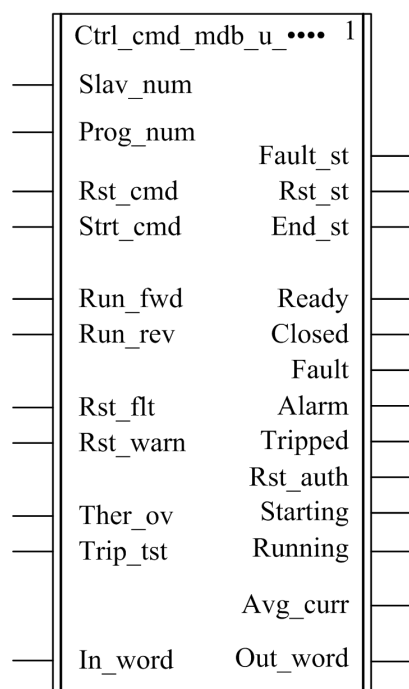 Ctrl_cmd_mdb_u_•••• 1
Slav_num
Prog_num
Fault_st
Rst_cmd Rst_st
Strt_cmd End_st
Run_fwd Ready
Run_rev Closed
Fault
Rst_flt Alarm
Rst_warn Tripped
Rst_auth
Ther_ov Starting
Trip_tst Running
Avg_curr
In_word Out_word